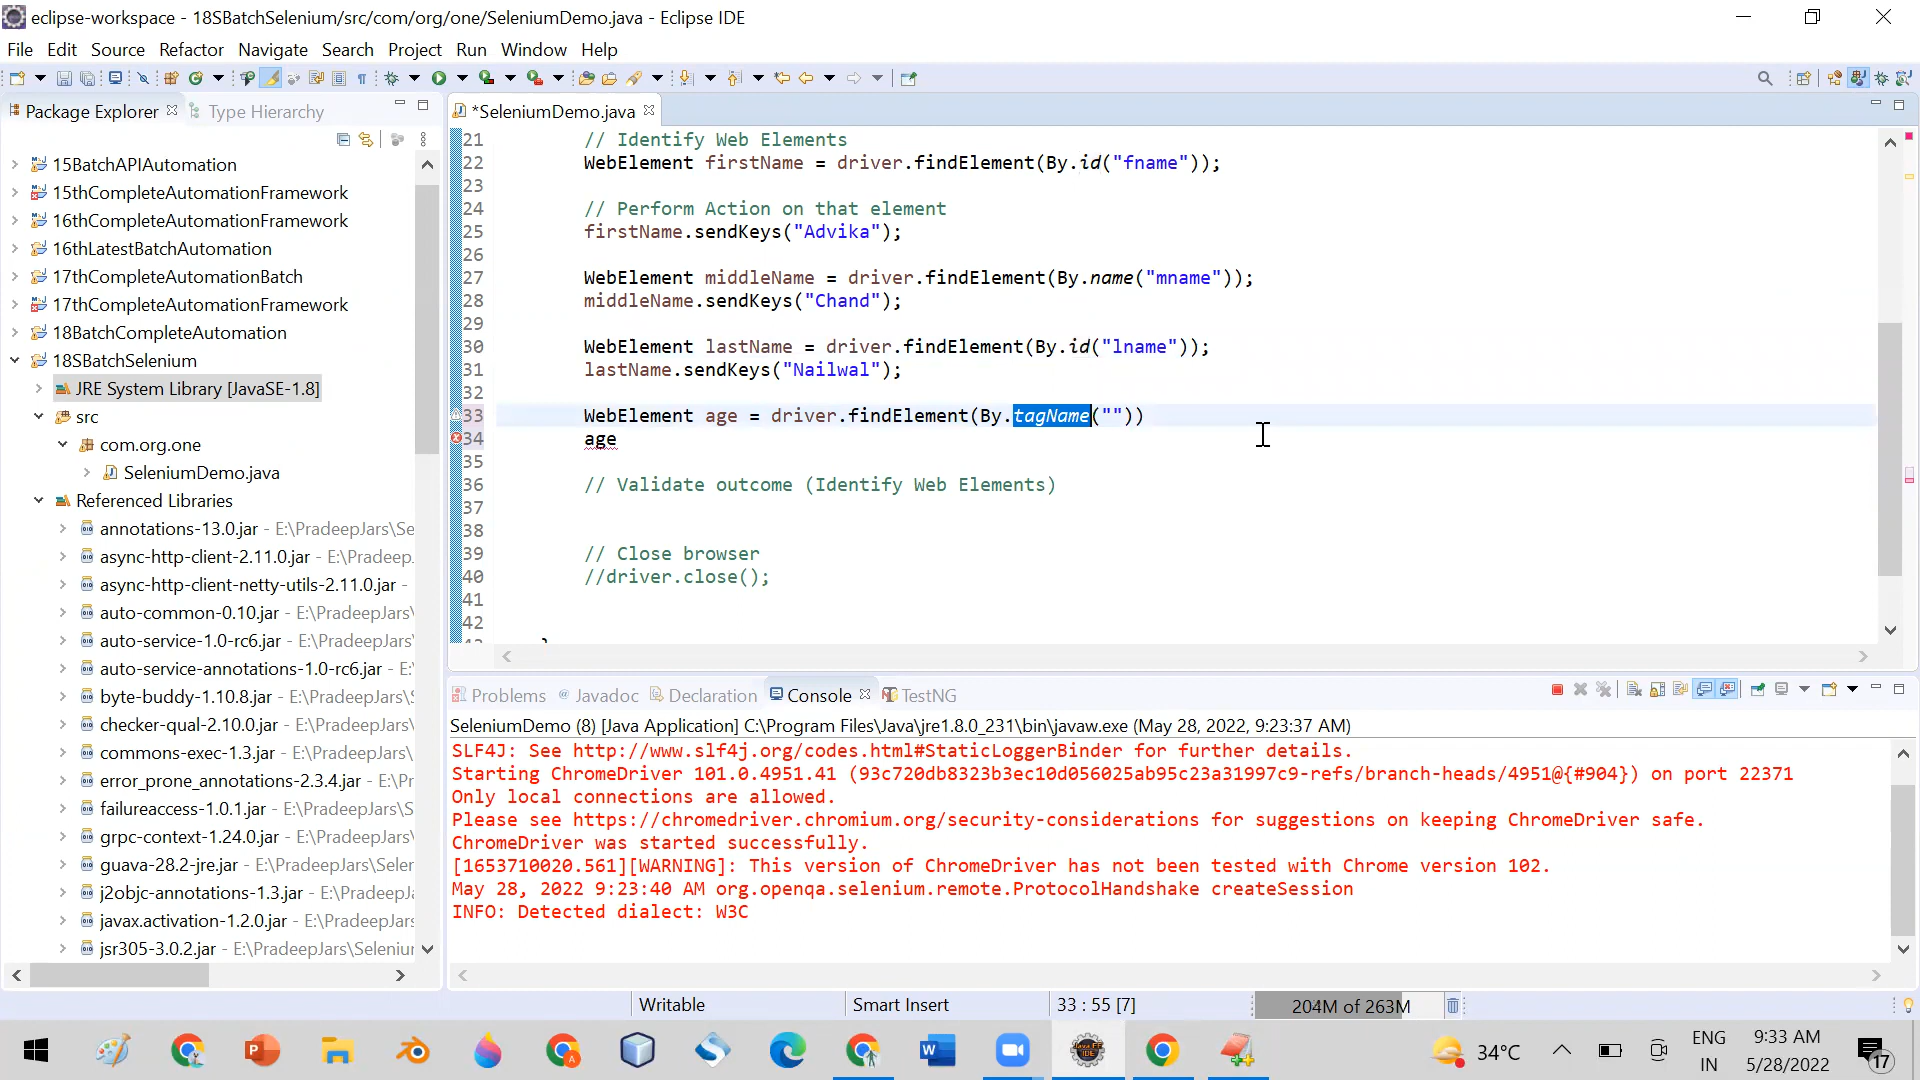 eclipse-workspace - 18SBatchSelenium/src/com/org/one/SeleniumDemo.java - Eclipse IDE
File Edit Source Refactor Navigate Search Project Run Window Help
Package Explorer Type Hierarchy
*SeleniumDemo.java
15BatchAPIAutomation
15thCompleteAutomationFramework
16thCompleteAutomationFramework
16thLatestBatchAutomation
17thCompleteAutomationBatch
17thCompleteAutomationFramework
18BatchCompleteAutomation
18SBatchSelenium
JRE System Library [JavaSE-1.8]
src
com.org.one
SeleniumDemo.java
Referenced Libraries
annotations-13.0.jar - E:\PradeepJars\Se
async-http-client-2.11.0.jar - E:\Pradeep.
async-http-client-netty-utils-2.11.0.jar -
auto-common-0.10.jar - E:\PradeepJars\
auto-service-1.0-rc6.jar - E:\PradeepJars\
auto-service-annotations-1.0-rc6.jar - E:
byte-buddy-1.10.8.jar - E:\PradeepJars\S
checker-qual-2.10.0.jar - E:\PradeepJars\
commons-exec-1.3.jar - E:\PradeepJars\S
error_prone_annotations-2.3.4.jar - E:\P
failureaccess-1.0.1.jar - E:\PradeepJars\S
grpc-context-1.24.0.jar - E:\PradeepJars\
guava-28.2-jre.jar - E:\PradeepJars\Seler
j2objc-annotations-1.3.jar - E:\PradeepJ
javax.activation-1.2.0.jar - E:\PradeepJar
jsr305-3.0.2.jar - E:\PradeepJars\Seleniur
21 // Identify Web Elements
22 WebElement firstName = driver.findElement(By.id("fname"));
23
24 // Perform Action on that element
25 firstName.sendKeys("Advika");
26
27 WebElement middleName = driver.findElement(By.name("mname"));
28 middleName.sendKeys("Chand");
29
30 WebElement lastName = driver.findElement(By.id("lname"));
31 lastName.sendKeys("Nailwal");
32
33 WebElement age = driver.findElement(By.tagName(""))
34 age
35
36 // Validate outcome (Identify Web Elements)
37
38
39 // Close browser
40 //driver.close();
41
42
Problems Javadoc Declaration Console TestNG
SeleniumDemo (8) [Java Application] C:\Program Files\Java\jre1.8.0_231\bin\javaw.exe (May 28, 2022, 9:23:37 AM)
SLF4J: See http://www.slf4j.org/codes.html#StaticLoggerBinder for further details.
Starting ChromeDriver 101.0.4951.41 (93c720db8323b3ec10d056025ab95c23a31997c9-refs/branch-heads/4951@{#904}) on port 22371
Only local connections are allowed.
Please see https://chromedriver.chromium.org/security-considerations for suggestions on keeping ChromeDriver safe.
ChromeDriver was started successfully.
[1653710020.561][WARNING]: This version of ChromeDriver has not been tested with Chrome version 102.
May 28, 2022 9:23:40 AM org.openqa.selenium.remote.ProtocolHandshake createSession
INFO: Detected dialect: W3C
Writable Smart Insert 33 : 55 [7] 204M of 263M
34°C ENG IN 9:33 AM 5/28/2022 17